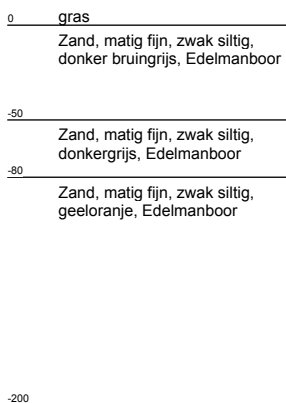 0 gras
Zand, matig fijn, zwak siltig,
donker bruingrijs, Edelmanboor
-50
Zand, matig fijn, zwak siltig,
donkergrijs, Edelmanboor
-80
Zand, matig fijn, zwak siltig,
geeloranje, Edelmanboor
-200